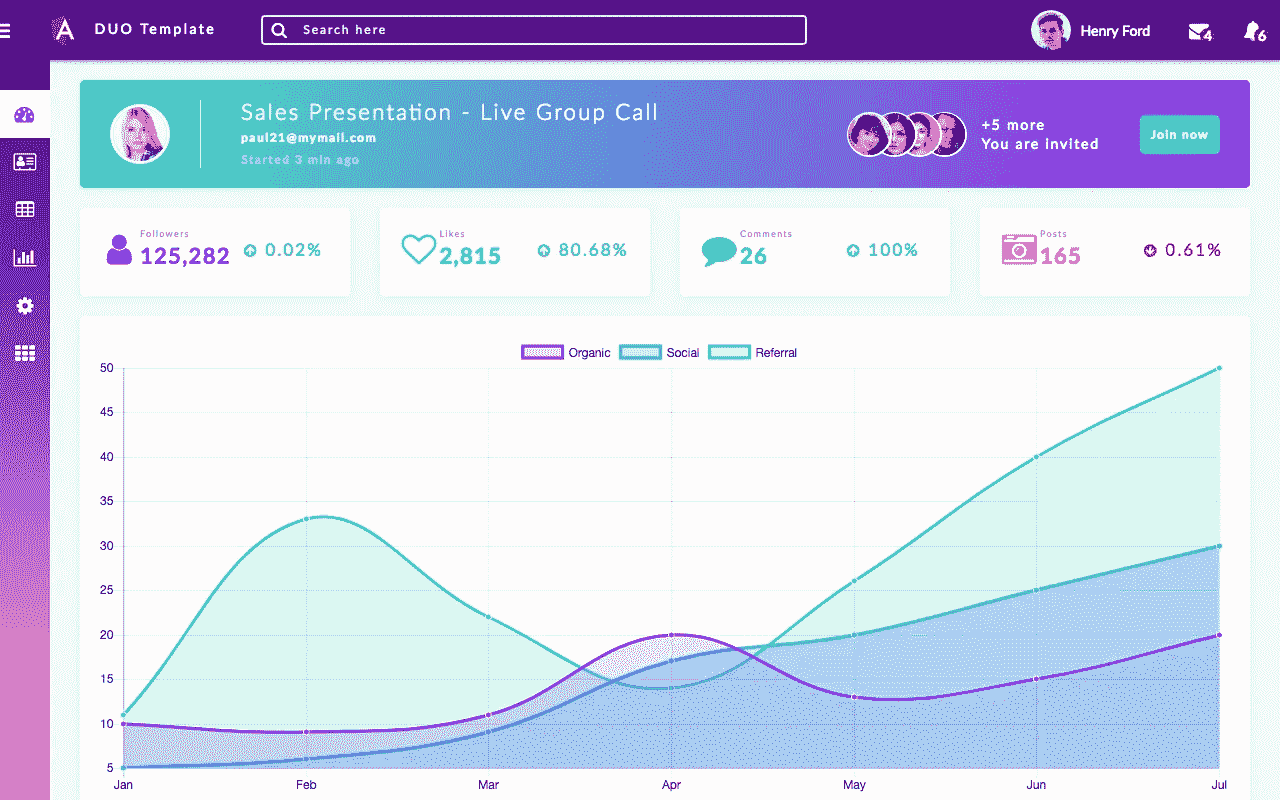 A DUO Template
Search here
Henry Ford
4
6
Sales Presentation - Live Group Call
paul21@mymail.com
Started 3 min ago
+5 more
You are invited
Join now
Followers
125,282
0.02%
Likes
2,815
80.68%
Comments
26
100%
Posts
165
0.61%
Organic Social Referral
50
45
40
35
30
25
20
15
10
5
Jan Feb Mar Apr May Jun Jul